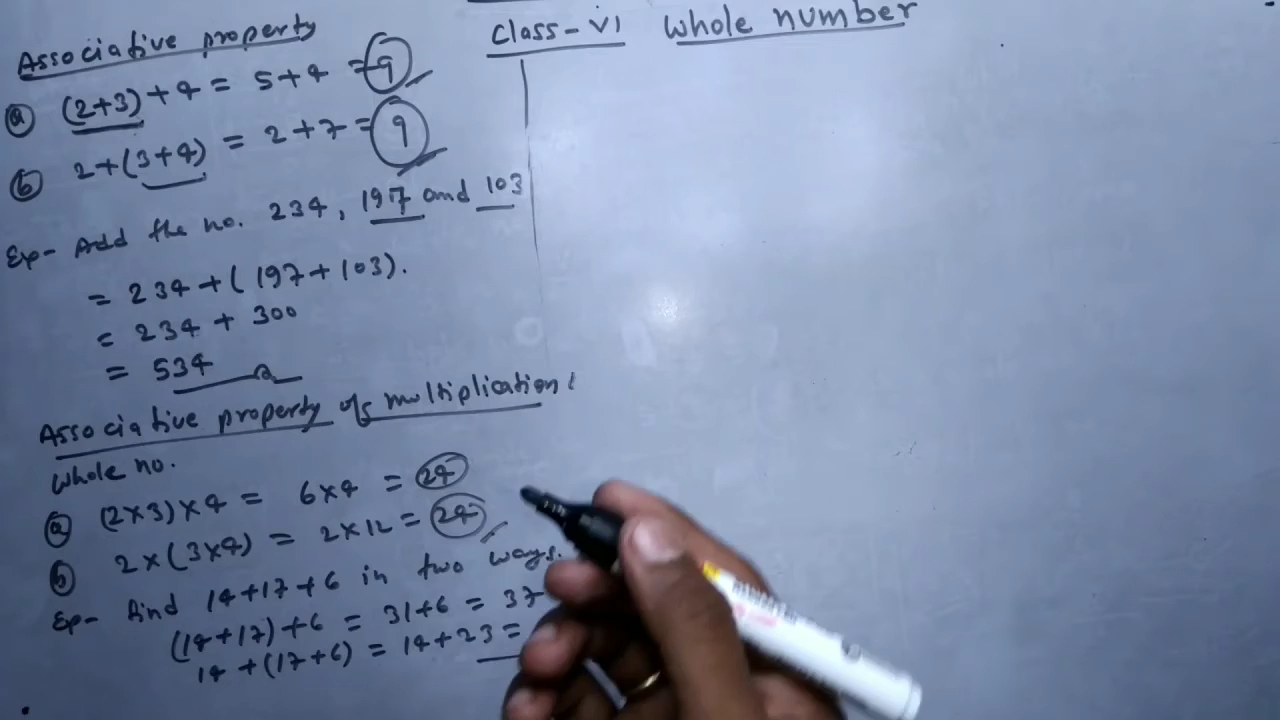 Class-VI Whole number
Associative property
(a) (2+3)+4 = 5+4 = 9
(b) 2+(3+4) = 2+7 = 9
Exp- Add the no. 234, 197 and 103
= 234+(197+103).
= 234 + 300
= 534
Associative property of multiplication:
Whole no.
(a) (2×3)×4 = 6×4 = 24
(b) 2×(3×4) = 2×12 = 24
Exp- find 14+17+6 in two ways.
(14+17)+6 = 31+6 = 37
14+(17+6) = 14+23 =